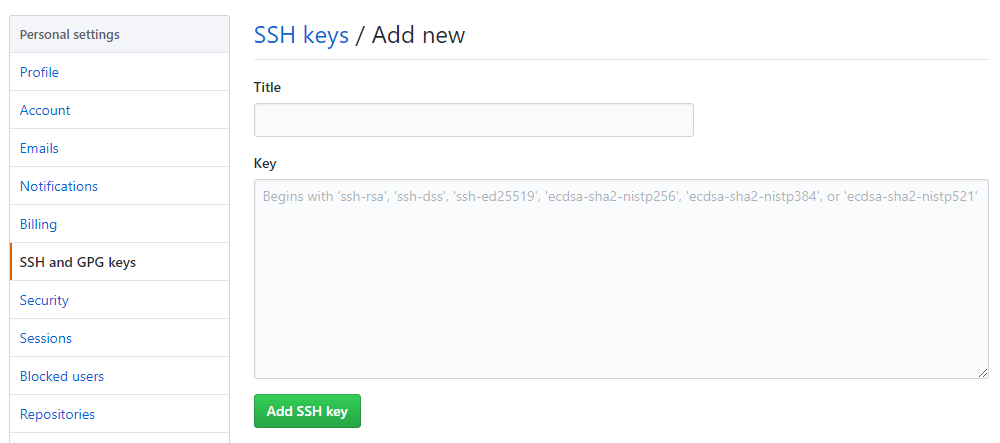 Personal settings
Profile
Account
Emails
Notifications
Billing
SSH and GPG keys
Security
Sessions
Blocked users
Repositories
SSH keys / Add new
Title
Key
Begins with 'ssh-rsa', 'ssh-dss', 'ssh-ed25519', 'ecdsa-sha2-nistp256', 'ecdsa-sha2-nistp384', or 'ecdsa-sha2-nistp521'
Add SSH key